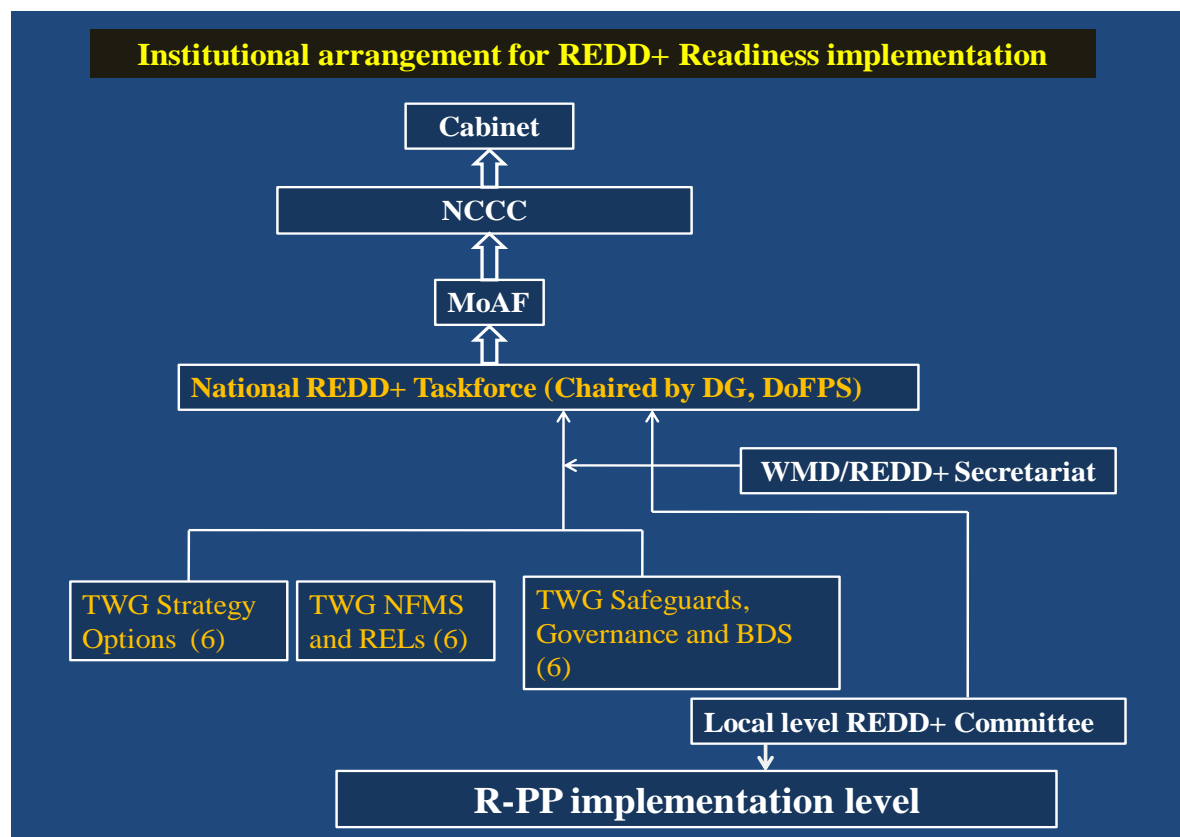 Institutional arrangement for REDD+ Readiness implementation
Cabinet
NCCC
MoAF
National REDD+ Taskforce (Chaired by DG, DoFPS)
WMD/REDD+ Secretariat
TWG Strategy
Options (6)
TWG NFMS
and RELs (6)
TWG Safeguards,
Governance and BDS
(6)
Local level REDD+ Committee
R-PP implementation level